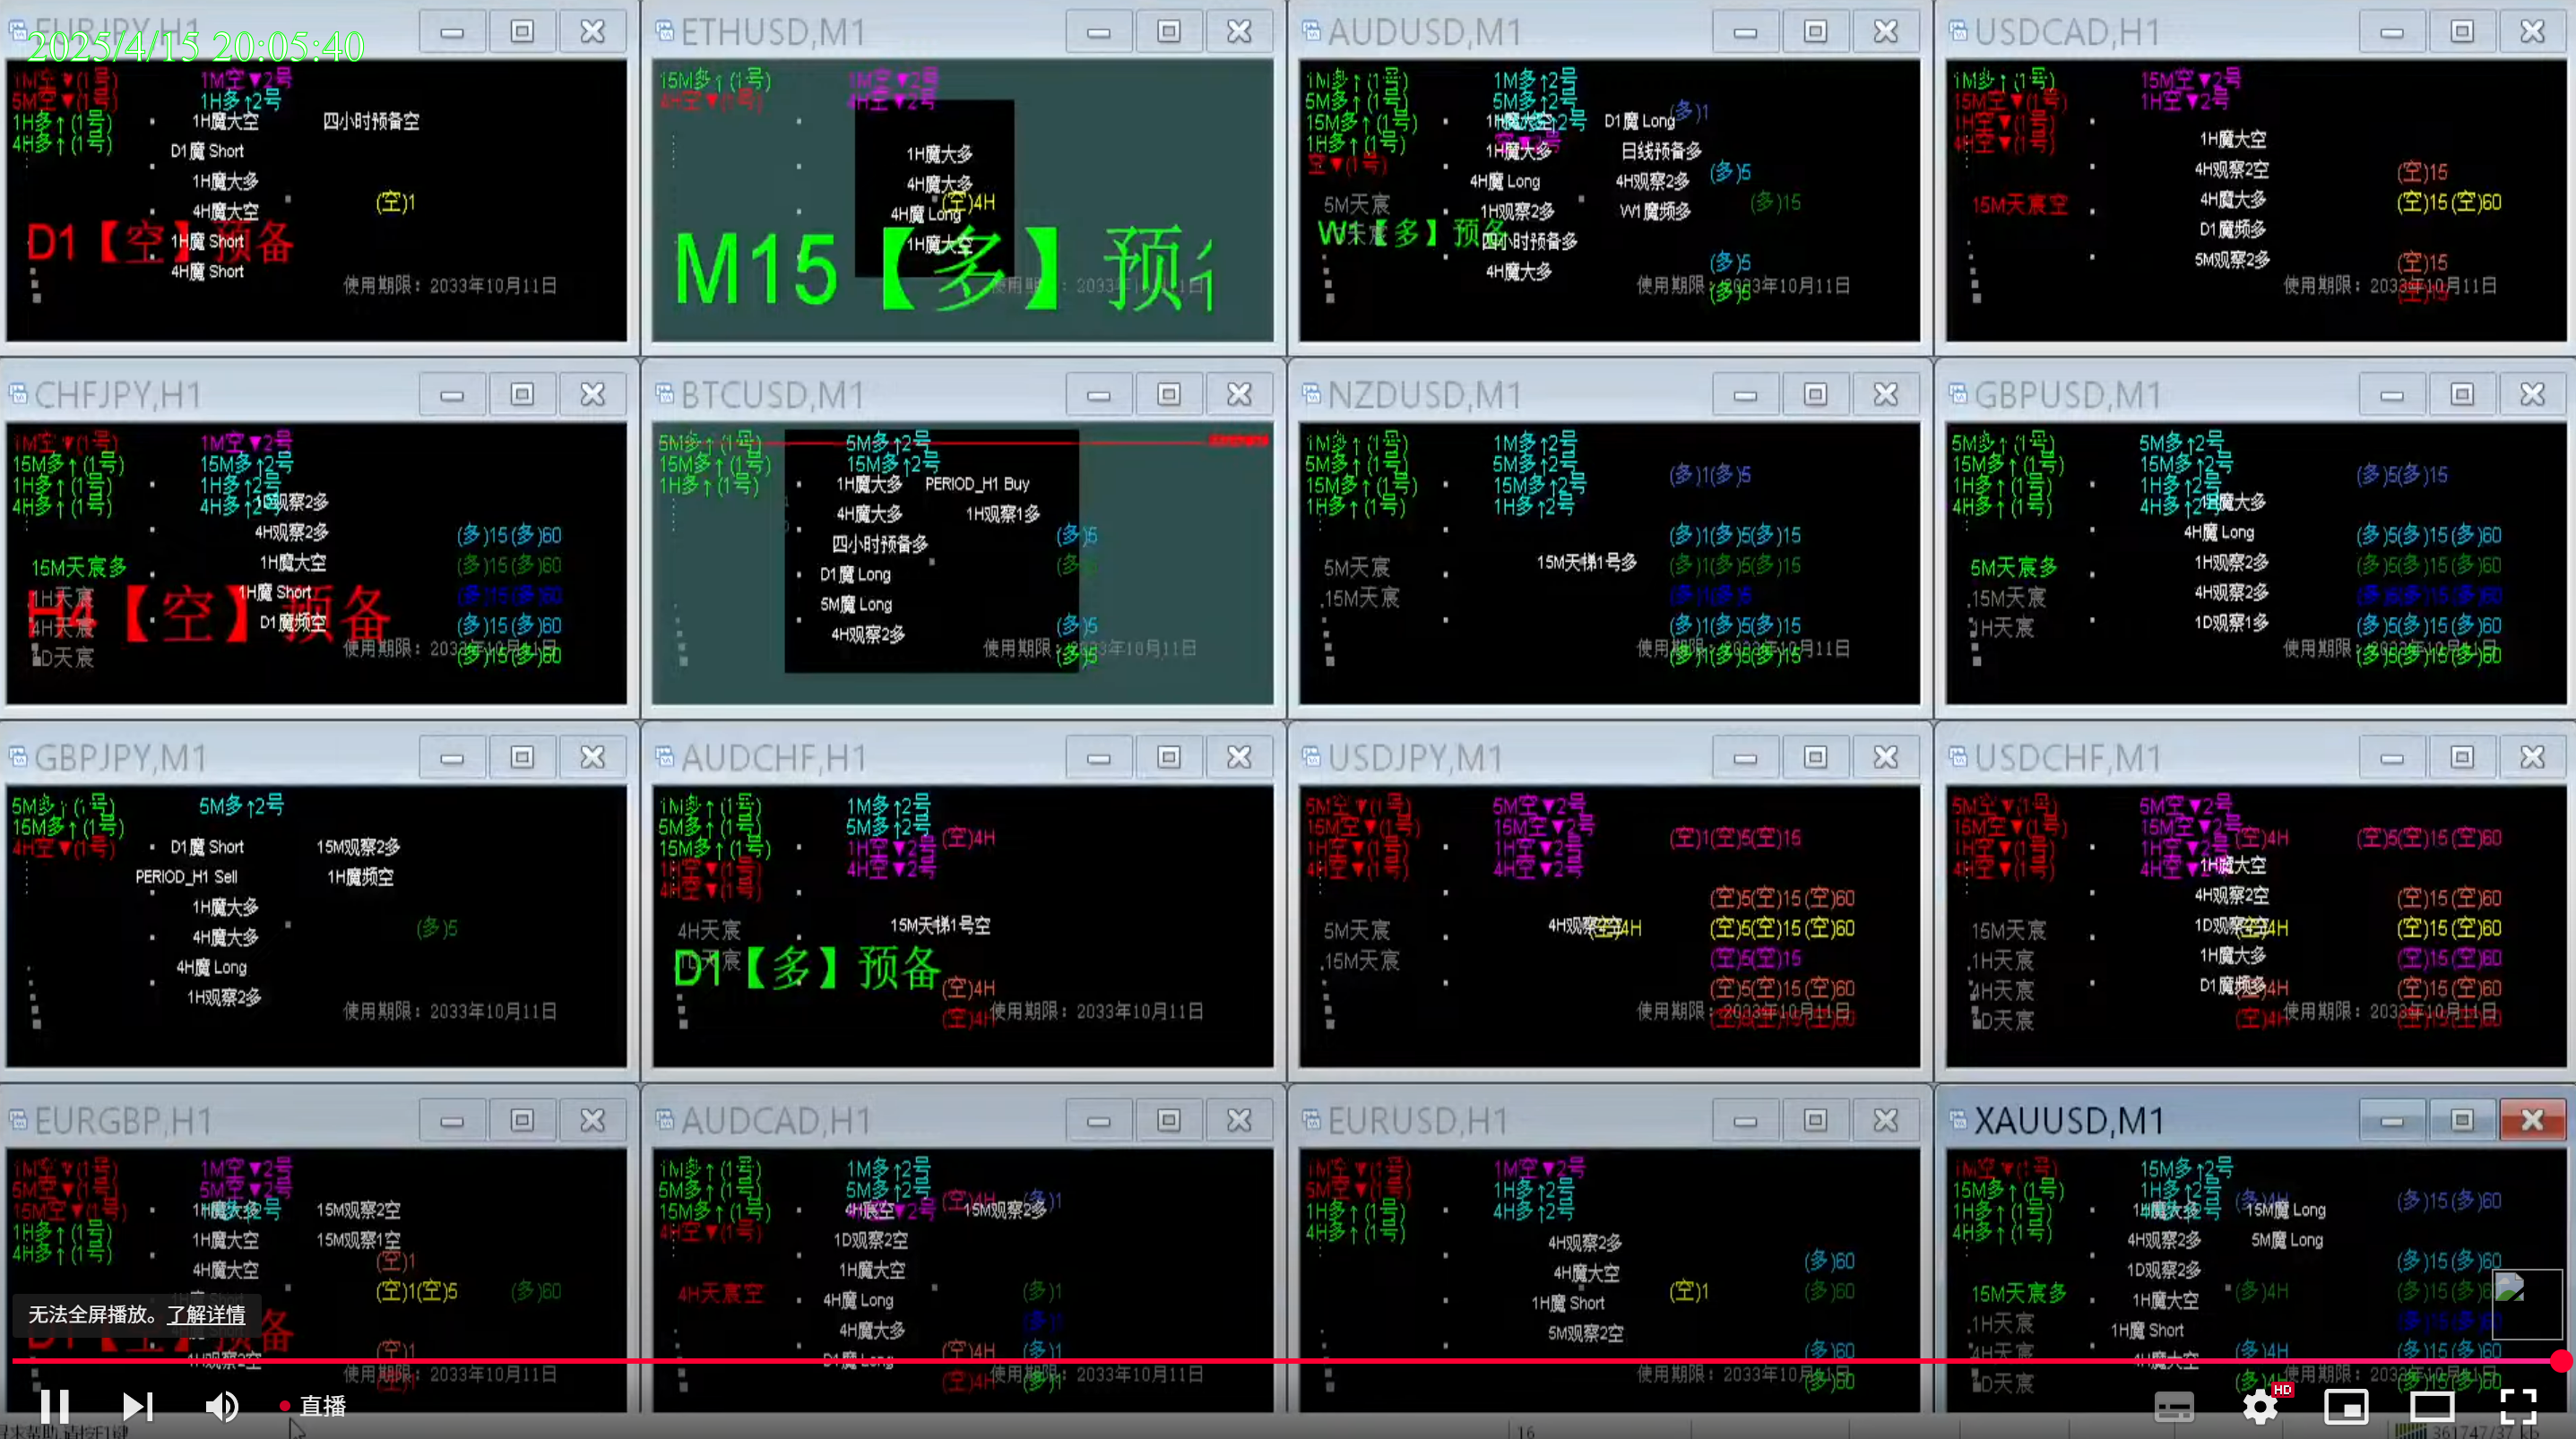 2025/4/15 20:05:40
EURJPY,H1
1M空▼(1号) 1M空▼2号
5M空▼(1号) 1H多↑2号
1H多↑(1号) 1H魔大空 四小时预备空
4H多↑(1号)
D1魔 Short
1H魔大多
4H魔大空 (空)1
D1【空】预备
1H魔 Short
4H魔 Short
使用期限：2033年10月11日
ETHUSD,M1
15M多↑(1号) 1M空▼2号
4H空▼(1号) 4H空▼2号
1H魔大多
4H魔大多
(空)4H
4H魔 Long
1H魔大空
M15【多】预
AUDUSD,M1
1M多↑(1号) 1M多↑2号
5M多↑(1号) 5M多↑2号
15M多↑(1号) 1H魔大空 D1魔 Long (多)1
1H多↑(1号) 1H魔大多 日线预备多
空▼(1号) (多)5
4H魔 Long 4H观察2多
5M天宸 1H观察2多 W1魔频多 (多)15
W1【多】预备
四小时预备多
(多)5
4H魔大多
使用期限：2033年10月11日
(多)5
USDCAD,H1
1M多↑(1号) 15M空▼2号
15M空▼(1号) 1H空▼2号
1H空▼(1号)
4H空▼(1号) 1H魔大空
4H观察2空 (空)15
15M天宸空 4H魔大多 (空)15(空)60
D1魔频多
5M观察2多 (空)15
使用期限：2033年10月11日
CHFJPY,H1
1M空▼(1号) 1M空▼2号
15M多↑(1号) 15M多↑2号
1H多↑(1号) 1H多↑2号
4H多↑(1号) 4H多↑2号
观察2多
4H观察2多 (多)15(多)60
15M天宸多 1H魔大空 (多)15(多)60
1H天宸 1H魔 Short (多)15(多)60
H4【空】预备
4H天宸 D1魔频空 (多)15(多)60
1D天宸 (多)15(多)60
BTCUSD,M1
5M多↑(1号) 5M多↑2号
15M多↑(1号) 15M多↑2号
1H多↑(1号) 1H魔大多 PERIOD_H1 Buy
4H魔大多 1H观察1多
四小时预备多 (多)5
D1魔 Long
5M魔 Long
4H观察2多 (多)5
使用期限：2033年10月11日
(多)5
NZDUSD,M1
1M多↑(1号) 1M多↑2号
5M多↑(1号) 5M多↑2号
15M多↑(1号) 15M多↑2号 (多)1(多)5
1H多↑(1号) 1H多↑2号
(多)1(多)5(多)15
5M天宸 15M天梯1号多 (多)1(多)5(多)15
15M天宸 (多)1(多)5
(多)1(多)5(多)15
使用期限：2033年10月11日
(多)1(多)5(多)15
GBPUSD,M1
5M多↑(1号) 5M多↑2号
15M多↑(1号) 15M多↑2号 (多)5(多)15
1H多↑(1号) 1H多↑2号
4H多↑(1号) 4H多↑2号
魔大多
4H魔 Long (多)5(多)15(多)60
5M天宸多 1H观察2多 (多)5(多)15(多)60
15M天宸 4H观察2多 (多)5(多)15(多)60
1H天宸 1D观察1多 (多)5(多)15(多)60
使用期限：
(多)5(多)15(多)60
GBPJPY,M1
5M多↑(1号) 5M多↑2号
15M多↑(1号)
4H空▼(1号) D1魔 Short 15M观察2多
PERIOD_H1 Sell 1H魔频空
1H魔大多
4H魔大多 (多)5
4H魔 Long
1H观察2多
使用期限：2033年10月11日
AUDCHF,H1
1M多↑(1号) 1M多↑2号
5M多↑(1号) 5M多↑2号
15M多↑(1号) 1H空▼2号 (空)4H
1H空▼(1号) 4H空▼2号
4H空▼(1号)
4H天宸 15M天梯1号空
D1【多】预备
(空)4H
(空)4H
使用期限：2033年10月11日
USDJPY,M1
5M空▼(1号) 5M空▼2号
15M空▼(1号) 15M空▼2号
1H空▼(1号) 1H空▼2号 (空)1(空)5(空)15
4H空▼(1号) 4H空▼2号
(空)5(空)15(空)60
5M天宸 4H观察2空 (空)4H (空)5(空)15(空)60
15M天宸 (空)5(空)15
(空)5(空)15(空)60
使用期限：2033年10月11日
USDCHF,M1
5M空▼(1号) 5M空▼2号
15M空▼(1号) 15M空▼2号
1H空▼(1号) 1H空▼2号 (空)4H (空)5(空)15(空)60
4H空▼(1号) 4H空▼2号
1H魔大空
4H观察2空 (空)15(空)60
15M天宸 1D观察2空 (空)4H (空)15(空)60
1H天宸 1H魔大多 (空)15(空)60
4H天宸 D1魔频多 (空)4H (空)15(空)60
1D天宸 (空)4H
使用期限：2033年10月11日
EURGBP,H1
1M空▼(1号) 1M空▼2号
5M空▼(1号) 5M空▼2号
15M空▼(1号) 1H魔大多 15M观察2空
1H多↑(1号) 1H魔大空 15M观察1空
4H多↑(1号) 4H魔大空 (空)1
(空)1(空)5 (多)60
D1【空】预备
(空)1
1H观察2空
使用期限：2033年10月11日
AUDCAD,H1
1M多↑(1号) 1M多↑2号
5M多↑(1号) 5M多↑2号
15M多↑(1号) (空)4H (多)1 15M观察2多
4H空▼(1号) 1D观察2空
1H魔大空
4H天宸空 4H魔 Long (多)1
4H魔大多
D1魔 Long (空)4H (多)1
(空)4H (多)1
使用期限：2033年10月11日
EURUSD,H1
1M空▼(1号) 1M空▼2号
5M空▼(1号) 1H多↑2号
1H多↑(1号) 4H多↑2号
4H多↑(1号) 4H观察2多
4H魔大空 (多)60
(空)1 (多)60
1H魔 Short
5M观察2空
(多)60
使用期限：2033年10月11日
(多)60
XAUUSD,M1
1M空▼(1号) 15M多↑2号
15M多↑(1号) 1H多↑2号
1H多↑(1号) (多)4H 15M魔 Long (多)15(多)60
4H多↑(1号) 4H观察2多 5M魔 Long
1D观察2多 (多)15(多)60
15M天宸多 1H魔大空 (多)4H (多)15(多)6
1H天宸 1H魔 Short
4H天宸 4H魔大空 (多)4H (多)15(多)60
1D天宸
使用期限：2033年10月11日
无法全屏播放。了解详情
直播
HD
16
361747/37 kb